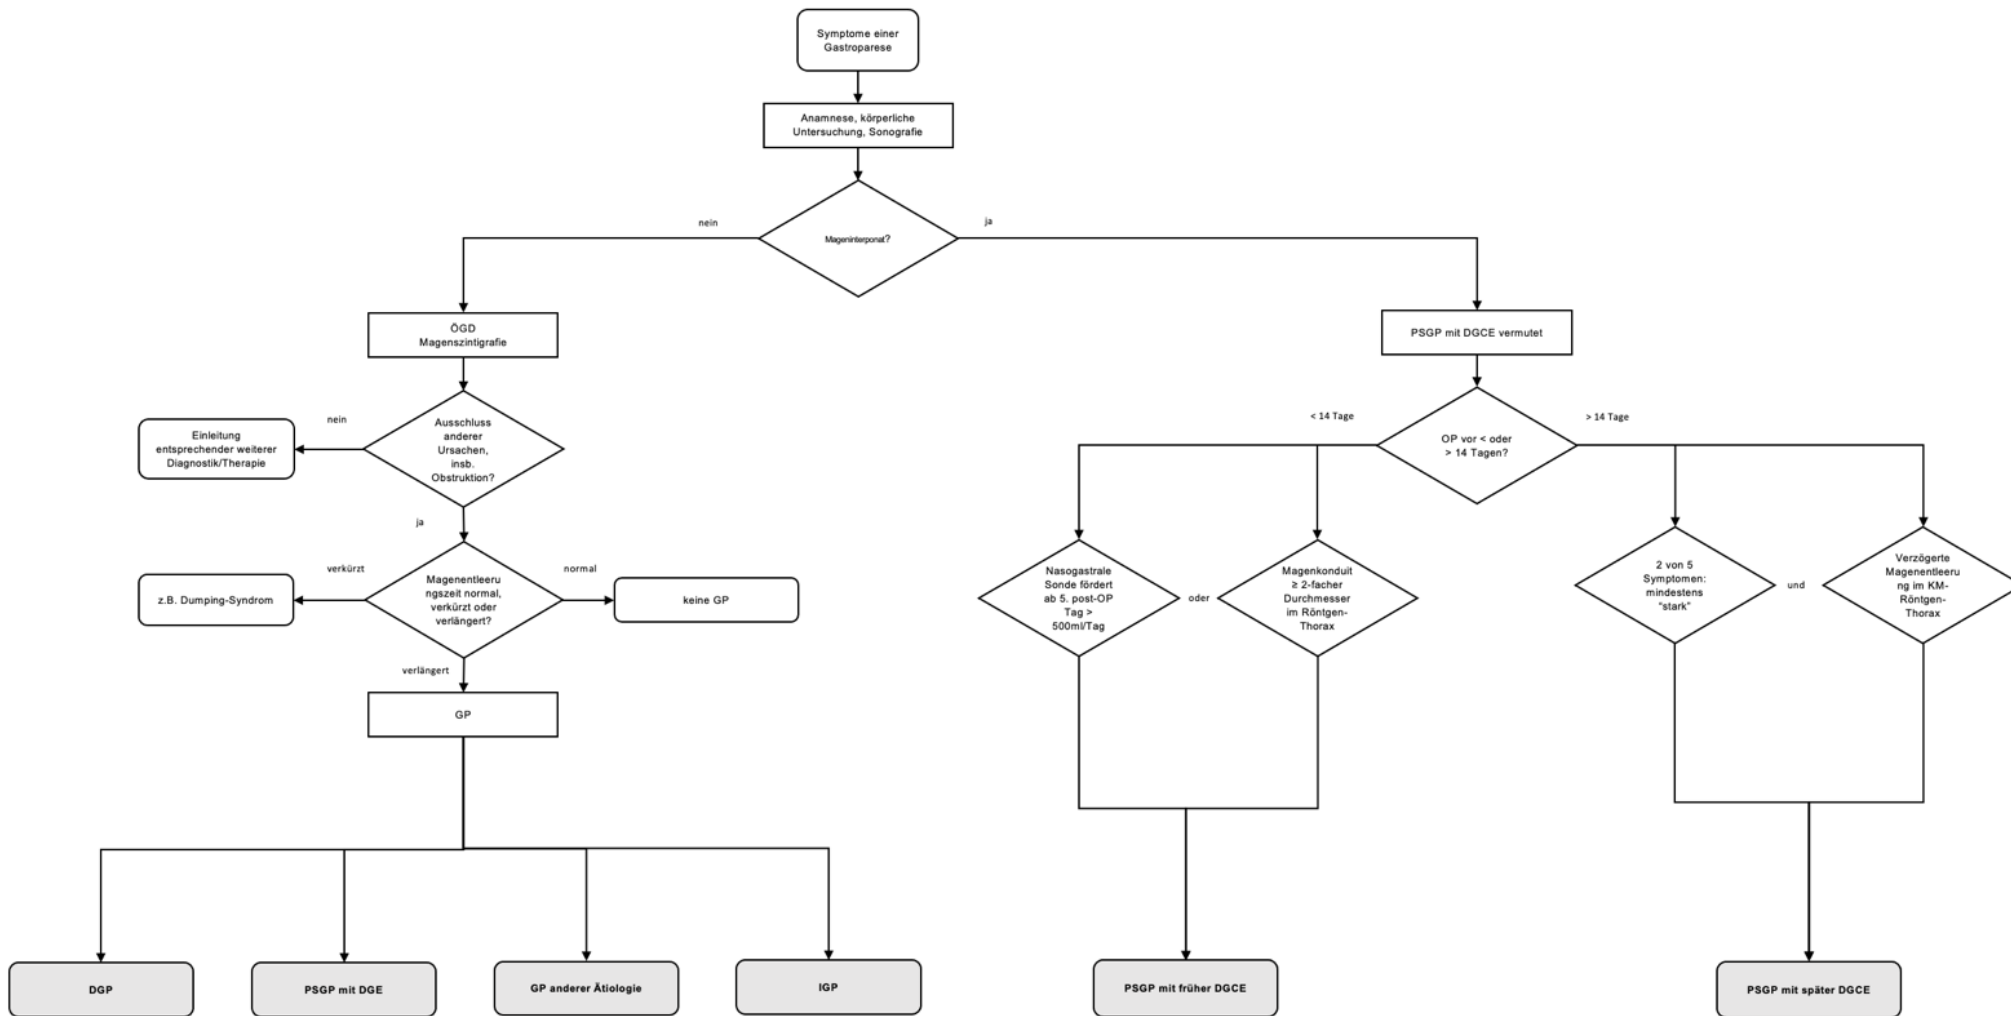 Symptome einer
Gastroparese
Anamnese, körperliche
Untersuchung, Sonografie
nein
ja
Mageninterponat?
ÖGD
Magenszintigrafie
PSGP mit DGCE vermutet
nein
Einleitung
entsprechender weiterer
Diagnostik/Therapie
Ausschluss
anderer
Ursachen,
insb.
Obstruktion?
< 14 Tage
> 14 Tage
OP vor < oder
> 14 Tagen?
ja
verkürzt
normal
z.B. Dumping-Syndrom
Magenentleeru
ngszeit normal,
verkürzt oder
verlängert?
keine GP
Nasogastrale
Sonde fördert
ab 5. post-OP
Tag >
500ml/Tag
oder
Magenkonduit
≥ 2-facher
Durchmesser
im Röntgen-
Thorax
2 von 5
Symptomen:
mindestens
"stark"
und
Verzögerte
Magenentleeru
ng im KM-
Röntgen-
Thorax
verlängert
GP
DGP
PSGP mit DGE
GP anderer Ätiologie
IGP
PSGP mit früher DGCE
PSGP mit später DGCE